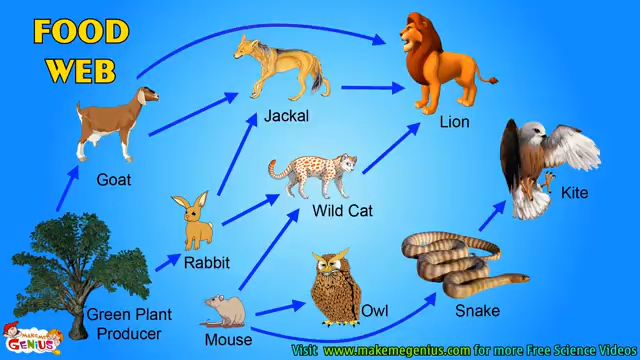 FOOD
WEB
Jackal
Lion
Goat
Kite
Wild Cat
Rabbit
Green Plant
Producer
Mouse
Owl
Snake
MAKE ME
GENiUS
Visit www.makemegenius.com for more Free Science Videos